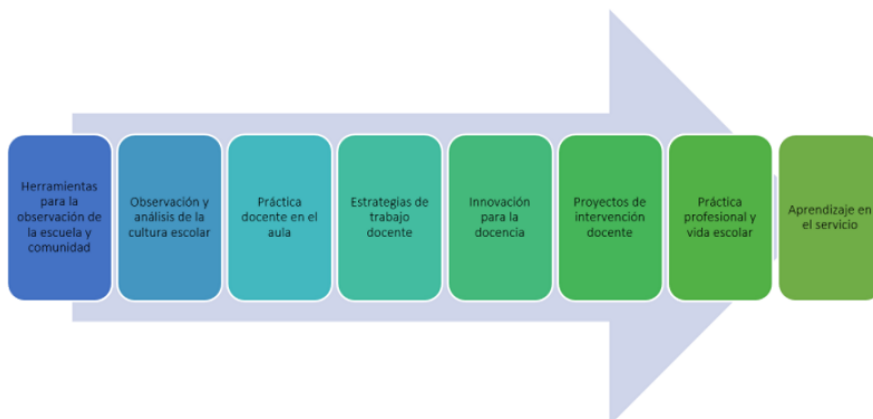 Herramientas
para la
observación de
la escuela y
comunidad
Observación y
análisis de la
cultura escolar
Práctica
docente en el
aula
Estrategias de
trabajo
docente
Innovación
para la
docencia
Proyectos de
intervención
docente
Práctica
profesional y
vida escolar
Aprendizaje en
el servicio